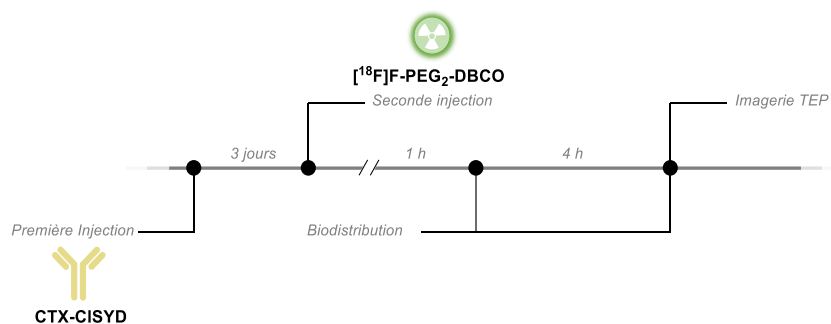 [18F]F-PEG2-DBCO
Seconde injection
Imagerie TEP
3 jours
1 h
4 h
Première Injection
Biodistribution
CTX-CISYD